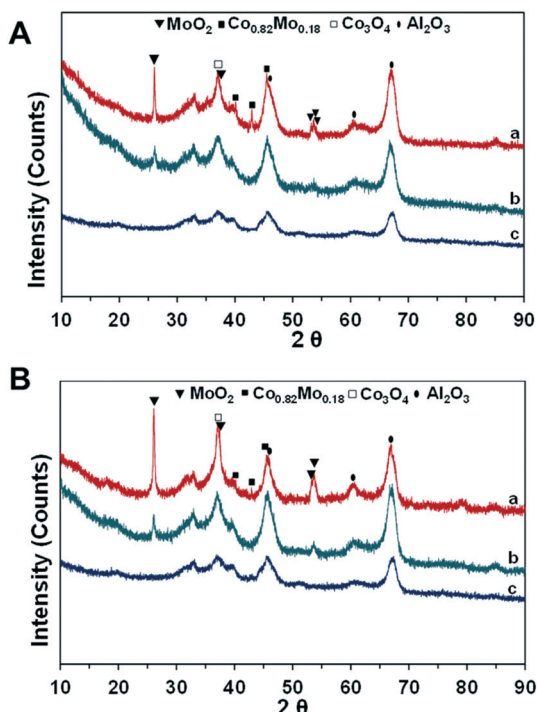 A
▼MoO₂ ■Co₀.₈₂Mo₀.₁₈ □Co₃O₄ ●Al₂O₃
Intensity (Counts)
a
b
c
10 20 30 40 50 60 70 80 90
2 θ
B
▼MoO₂ ■Co₀.₈₂Mo₀.₁₈ □Co₃O₄ ●Al₂O₃
Intensity (Counts)
a
b
c
10 20 30 40 50 60 70 80 90
2 θ